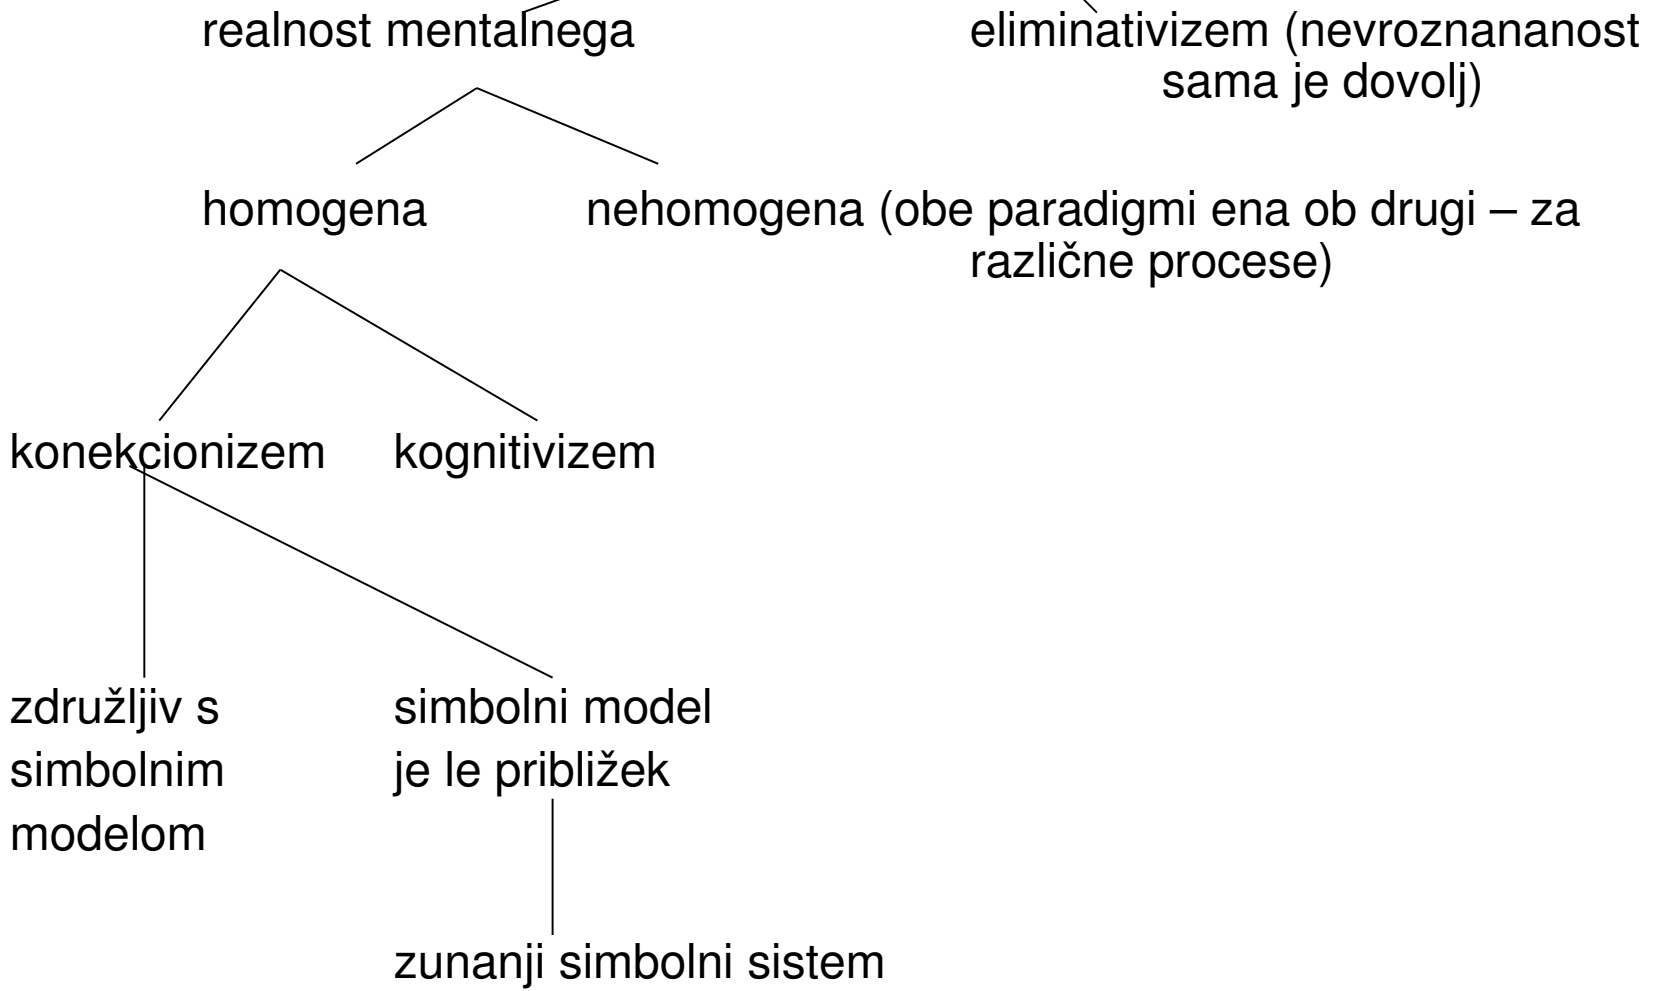 realnost mentalnega
eliminativizem (nevroznananost
sama je dovolj)
homogena
nehomogena (obe paradigmi ena ob drugi – za
različne procese)
konekcionizem
kognitivizem
združljiv s
simbolnim
modelom
simbolni model
je le približek
zunanji simbolni sistem